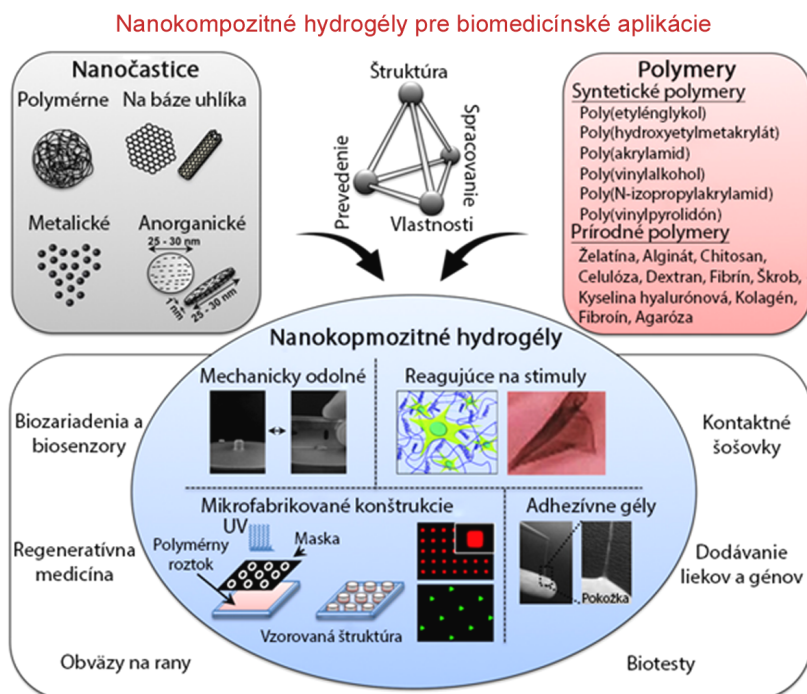 Nanokompozitné hydrogély pre biomedicínské aplikácie
Nanočastice
Polymérne
Na báze uhlíka
Metalické
Anorganické
25 - 30 nm
1 nm
25 - 30 nm
Štruktúra
Prevedenie
Spracovanie
Vlastnosti
Polymery
Syntetické polymery
Poly(etylénglykol)
Poly(hydroxyetylmetakrylát)
Poly(akrylamid)
Poly(vinylalkohol)
Poly(N-izopropylakrylamid)
Poly(vinylpyrolidón)
Prírodné polymery
Želatína, Alginát, Chitosan,
Celulóza, Dextran, Fibrín, Škrob,
Kyselina hyalurónová, Kolagén,
Fibroín, Agaróza
Nanokopmozitné hydrogély
Mechanicky odolné
Reagujúce na stimuly
Mikrofabrikované konštrukcie
UV
Maska
Polymérny
roztok
Vzorovaná štruktúra
Adhezívne gély
Pokožka
Biozariadenia a
biosenzory
Regeneratívna
medicína
Obväzy na rany
Kontaktné
šošovky
Dodávanie
liekov a génov
Biotesty